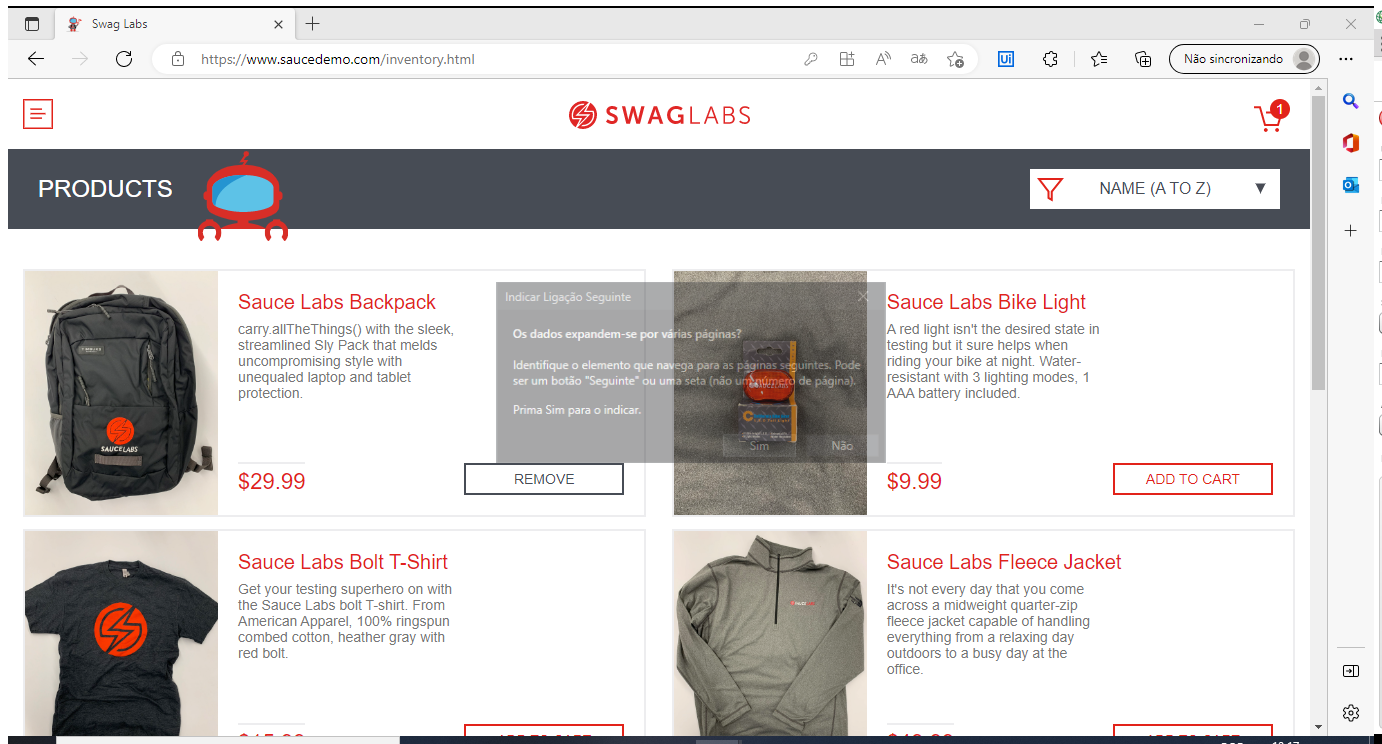 Swag Labs
https://www.saucedemo.com/inventory.html
Não sincronizando
SWAGLABS
1
PRODUCTS
NAME (A TO Z)
Sauce Labs Backpack
carry.allTheThings() with the sleek,
streamlined Sly Pack that melds
uncompromising style with
unequaled laptop and tablet
protection.
SAUCELABS
$29.99
REMOVE
Indicar Ligação Seguinte
Os dados expandem-se por várias páginas?
Identifique o elemento que navega para as páginas seguintes. Pode
ser um botão "Seguinte" ou uma seta (não um número de página).
Prima Sim para o indicar.
Sim
Não
Sauce Labs Bike Light
A red light isn't the desired state in
testing but it sure helps when
riding your bike at night. Water-
resistant with 3 lighting modes, 1
AAA battery included.
$9.99
ADD TO CART
Sauce Labs Bolt T-Shirt
Get your testing superhero on with
the Sauce Labs bolt T-shirt. From
American Apparel, 100% ringspun
combed cotton, heather gray with
red bolt.
Sauce Labs Fleece Jacket
It's not every day that you come
across a midweight quarter-zip
fleece jacket capable of handling
everything from a relaxing day
outdoors to a busy day at the
office.